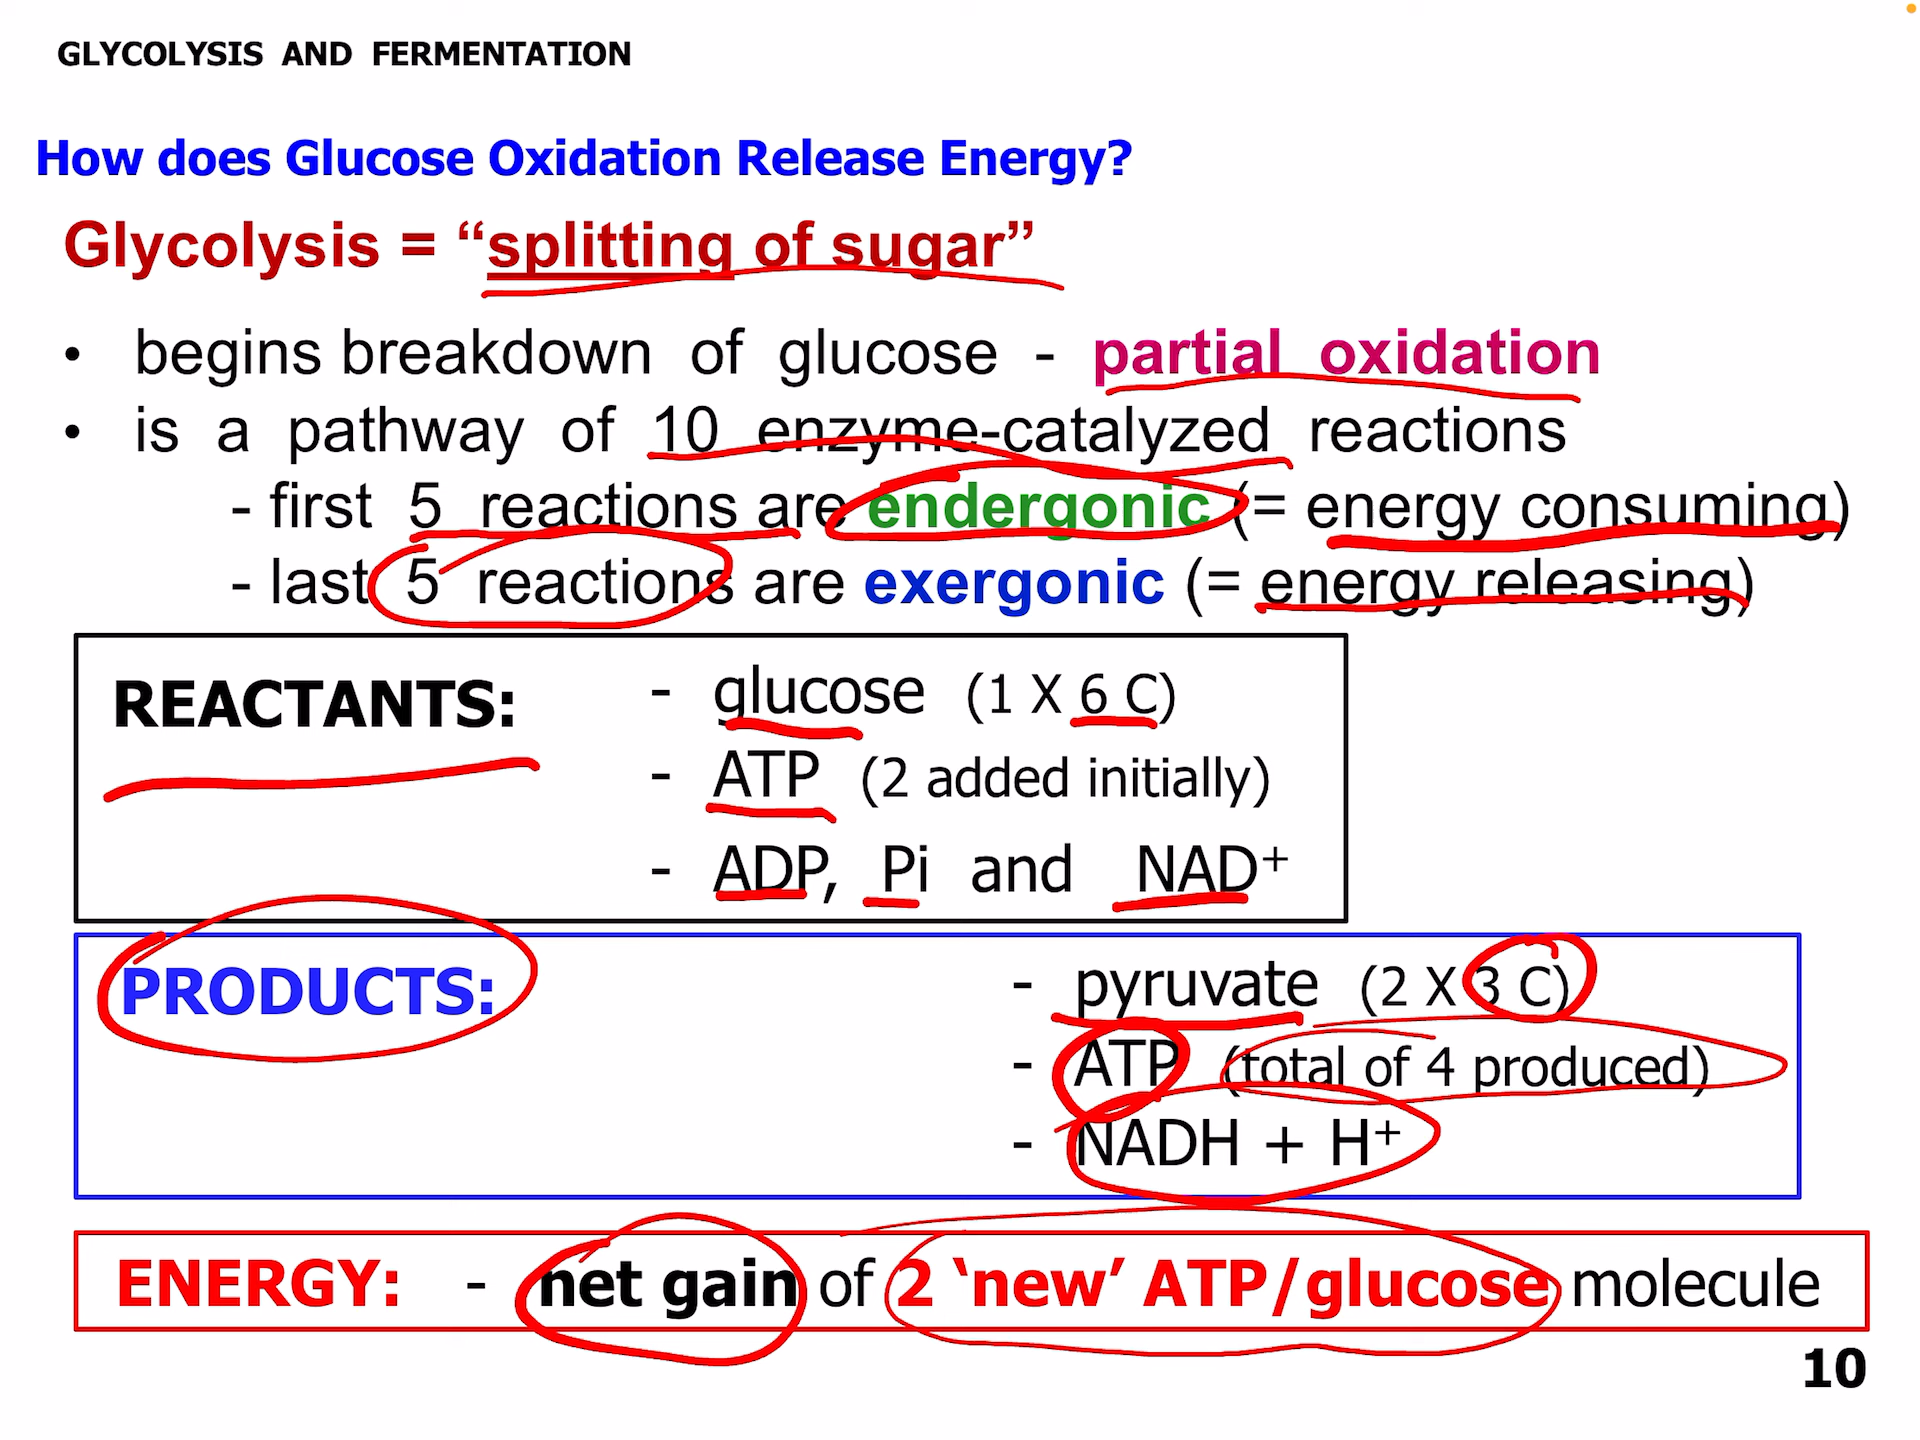 GLYCOLYSIS AND FERMENTATION
How does Glucose Oxidation Release Energy?
Glycolysis = “splitting of sugar”
• begins breakdown of glucose - partial oxidation
• is a pathway of 10 enzyme-catalyzed reactions
- first 5 reactions are endergonic (= energy consuming)
- last 5 reactions are exergonic (= energy releasing)
REACTANTS: - glucose (1 X 6 C)
- ATP (2 added initially)
- ADP, Pi and NAD⁺
PRODUCTS: - pyruvate (2 X 3 C)
- ATP (total of 4 produced)
- NADH + H⁺
ENERGY: - net gain of 2 ‘new’ ATP/glucose molecule
10